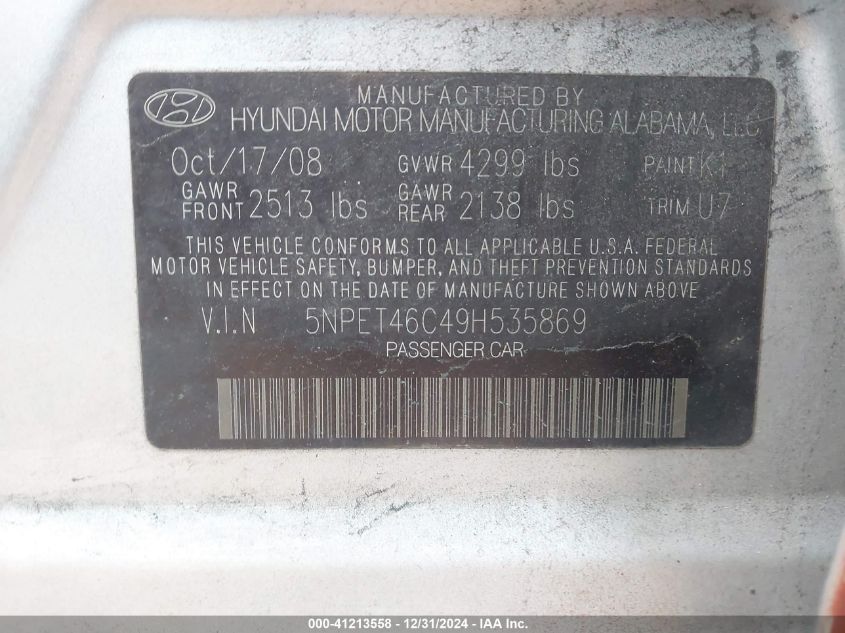 MANUFACTURED BY
HYUNDAI MOTOR MANUFACTURING ALABAMA, LLC
Oct/17/08 GVWR 4299 lbs PAINT K1
GAWR FRONT 2513 lbs GAWR REAR 2138 lbs TRIM U7
THIS VEHICLE CONFORMS TO ALL APPLICABLE U.S.A. FEDERAL
MOTOR VEHICLE SAFETY, BUMPER, AND THEFT PREVENTION STANDARDS
IN EFFECT ON THE DATE OF MANUFACTURE SHOWN ABOVE
V.I.N 5NPET46C49H535869
PASSENGER CAR
000-41213558 - 12/31/2024 - IAA Inc.